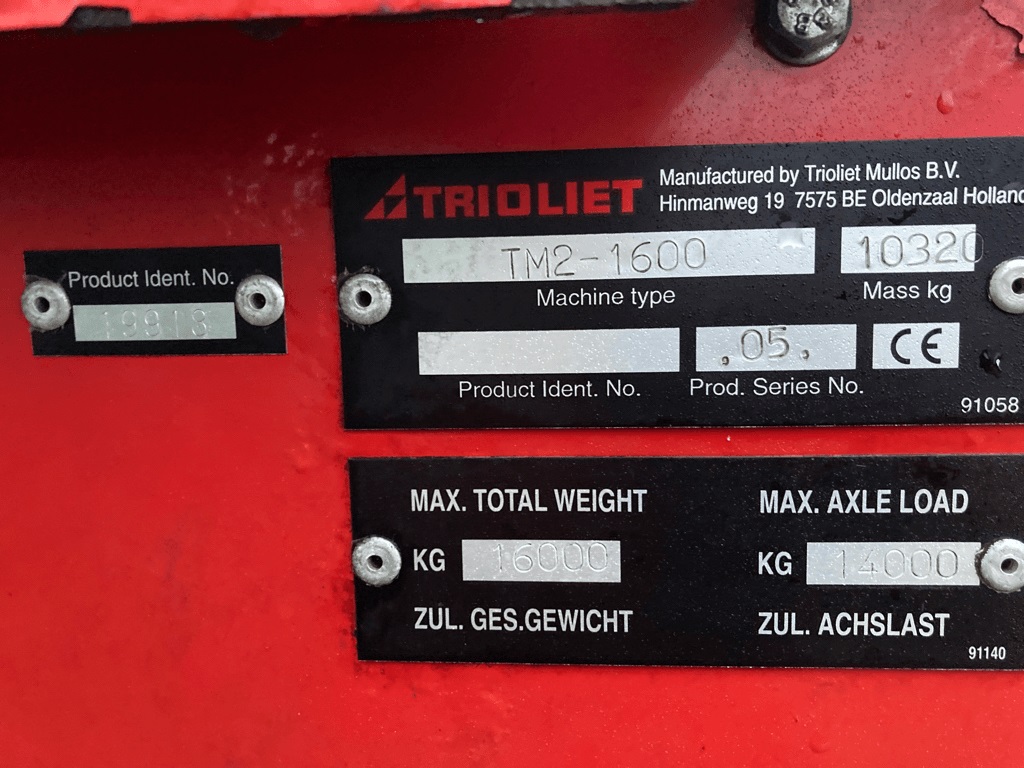 Product Ident. No.
19913
TRIOLIET
Manufactured by Trioliet Mullos B.V.
Hinmanweg 19 7575 BE Oldenzaal Holland
TM2-1600
10320
Machine type
Mass kg
.05.
CE
Product Ident. No.
Prod. Series No.
91058
MAX. TOTAL WEIGHT
MAX. AXLE LOAD
KG 16000
KG 14000
ZUL. GES.GEWICHT
ZUL. ACHSLAST
91140